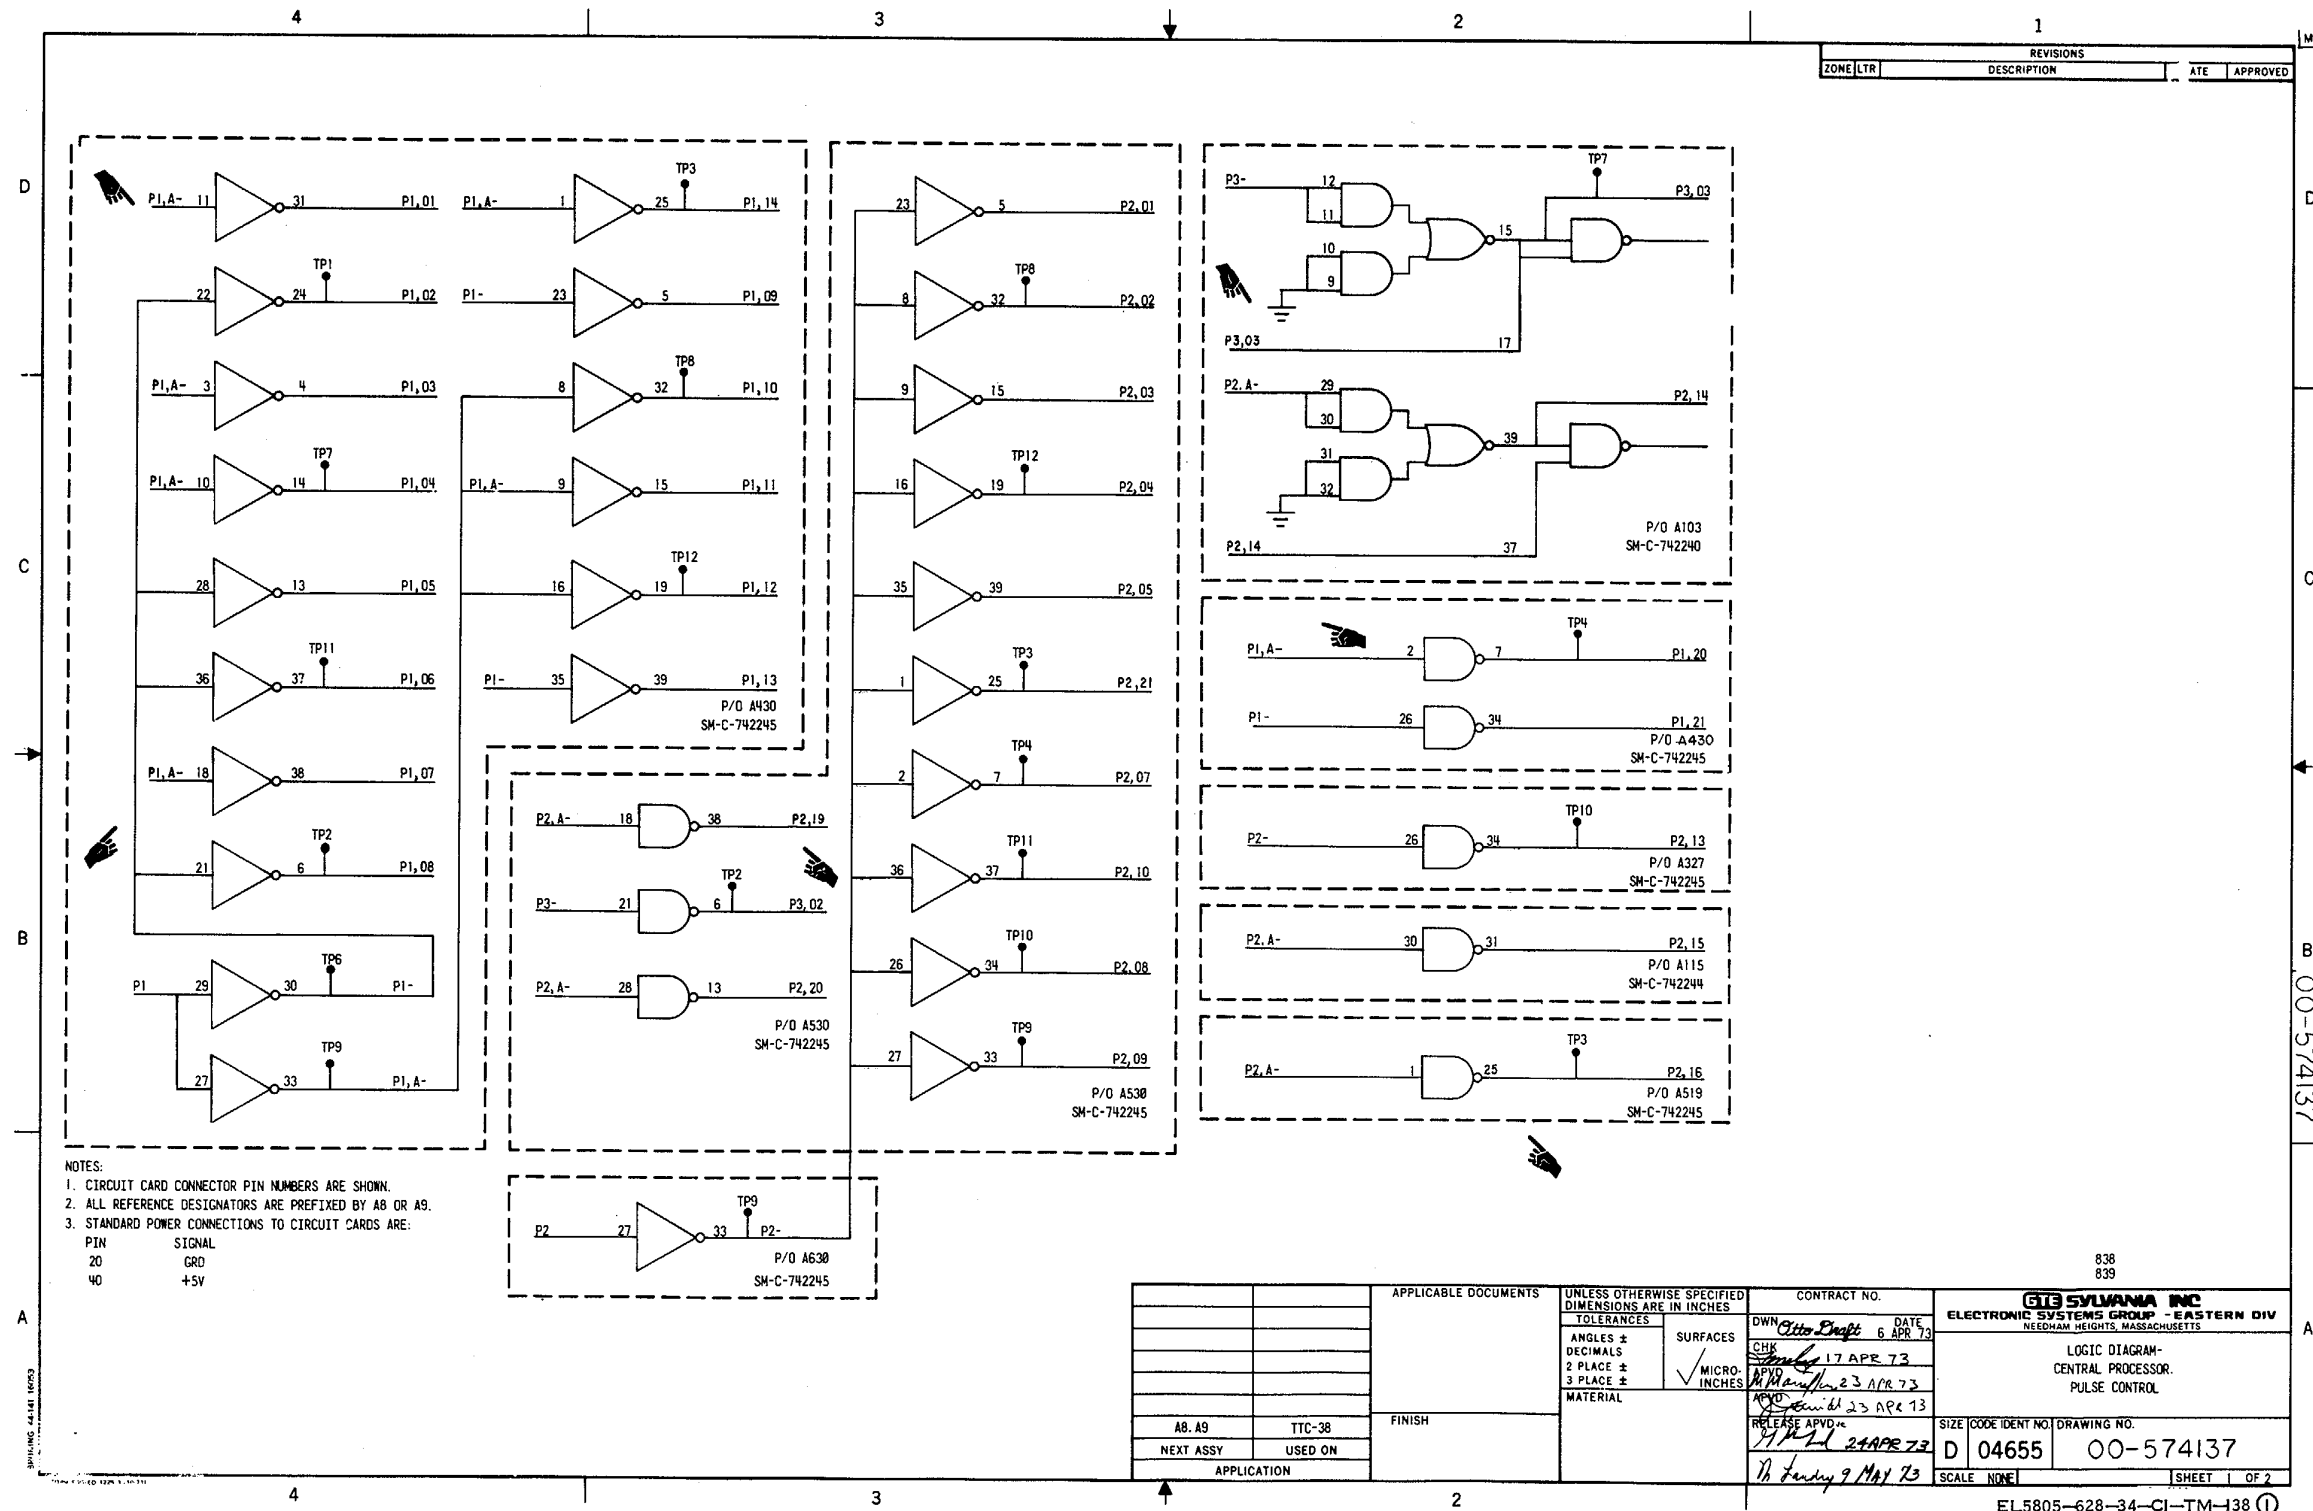 4 3 2 1
REVISIONS
ZONE LTR DESCRIPTION ATE APPROVED
D
P1,A- 11 31 P1,01
22 24 TP1 P1,02
P1,A- 3 4 P1,03
P1,A- 10 14 TP7 P1,04
28 13 P1,05
36 37 TP11 P1,06
P1,A- 18 38 P1,07
21 6 TP2 P1,08
P1 29 30 TP6 P1-
27 33 TP9 P1,A-
P1,A- 1 25 TP3 P1,14
P1- 23 5 P1,09
8 32 TP8 P1,10
P1,A- 9 15 P1,11
16 19 TP12 P1,12
P1- 35 39 P1,13
P/O A430
SM-C-742245
P2,A- 18 38 P2,19
P3- 21 6 TP2 P3,02
P2,A- 28 13 P2,20
P/O A530
SM-C-742245
23 5 P2,01
8 32 TP8 P2,02
9 15 P2,03
16 19 TP12 P2,04
35 39 P2,05
1 25 TP3 P2,21
2 7 TP4 P2,07
36 37 TP11 P2,10
26 34 TP10 P2,08
27 33 TP9 P2,09
P/O A530
SM-C-742245
P2 27 33 TP9 P2-
P/O A630
SM-C-742245
P3- 12 TP7 P3,03
11
15
10
9
P3,03 17
P2.A- 29 P2,14
30
39
31
32
P/O A103
SM-C-742240
P2,14 37
P1,A- 2 7 TP4 P1,20
P1- 26 34 P1,21
P/O A430
SM-C-742245
P2- 26 34 TP10 P2,13
P/O A327
SM-C-742245
P2,A- 30 31 P2,15
P/O A115
SM-C-742244
P2,A- 1 25 TP3 P2,16
P/O A519
SM-C-742245
D
C
C
B
B
A
A
00-574137
NOTES:
1. CIRCUIT CARD CONNECTOR PIN NUMBERS ARE SHOWN.
2. ALL REFERENCE DESIGNATORS ARE PREFIXED BY A8 OR A9.
3. STANDARD POWER CONNECTIONS TO CIRCUIT CARDS ARE:
PIN SIGNAL
20 GRD
40 +5V
838
839
APPLICABLE DOCUMENTS
FINISH
A8. A9 TTC-38
NEXT ASSY USED ON
APPLICATION
UNLESS OTHERWISE SPECIFIED
DIMENSIONS ARE IN INCHES
TOLERANCES
ANGLES ±
DECIMALS
2 PLACE ±
3 PLACE ±
SURFACES
MICRO-
INCHES
MATERIAL
CONTRACT NO.
DWN Otto Draft DATE 6 APR 73
CHK 17 APR 73
APVD 23 APR 73
APVD 23 APR 73
RELEASE APVD 24 APR 73
9 MAY 73
GTE SYLVANIA INC
ELECTRONIC SYSTEMS GROUP - EASTERN DIV
NEEDHAM HEIGHTS, MASSACHUSETTS
LOGIC DIAGRAM-
CENTRAL PROCESSOR.
PULSE CONTROL
SIZE CODE IDENT NO. DRAWING NO.
D 04655 00-574137
SCALE NONE SHEET 1 OF 2
4 3 2
EL5805-628-34-CI-TM-138 (1)